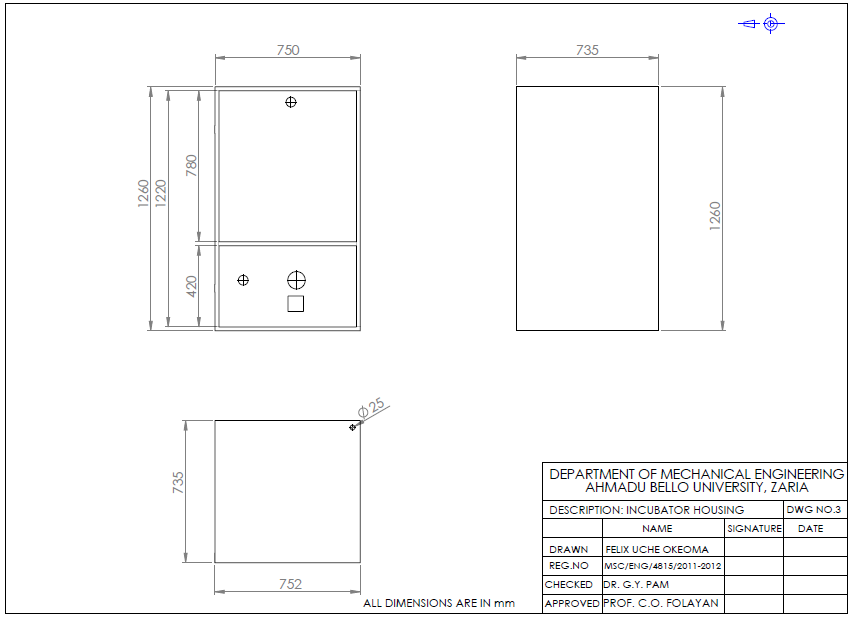 750
735
1260
1220
780
420
1260
Ø25
735
752
ALL DIMENSIONS ARE IN mm
DEPARTMENT OF MECHANICAL ENGINEERING
AHMADU BELLO UNIVERSITY, ZARIA
DESCRIPTION: INCUBATOR HOUSING DWG NO.3
NAME SIGNATURE DATE
DRAWN FELIX UCHE OKEOMA
REG.NO MSC/ENG/4815/2011-2012
CHECKED DR. G.Y. PAM
APPROVED PROF. C.O. FOLAYAN